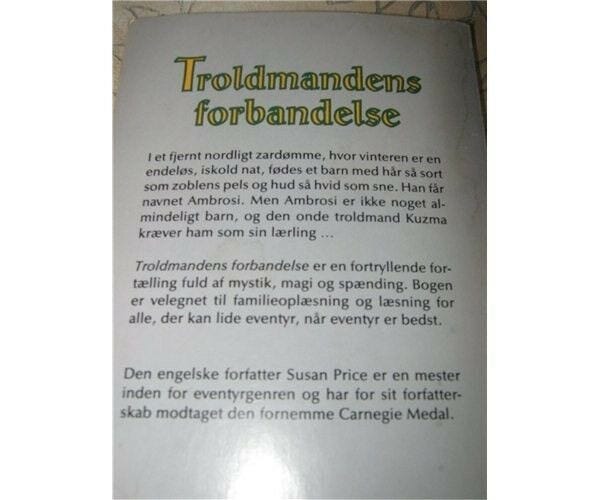 Troldmandens
forbandelse
I et fjernt nordligt zardømme, hvor vinteren er en
endeløs, iskold nat, fødes et barn med hår så sort
som zoblens pels og hud så hvid som sne. Han får
navnet Ambrosi. Men Ambrosi er ikke noget al-
mindeligt barn, og den onde troldmand Kuzma
kræver ham som sin lærling ...
Troldmandens forbandelse er en fortryllende for-
tælling fuld af mystik, magi og spænding. Bogen
er velegnet til familieoplæsning og læsning for
alle, der kan lide eventyr, når eventyr er bedst.
Den engelske forfatter Susan Price er en mester
inden for eventyrgenren og har for sit forfatter-
skab modtaget den fornemme Carnegie Medal.